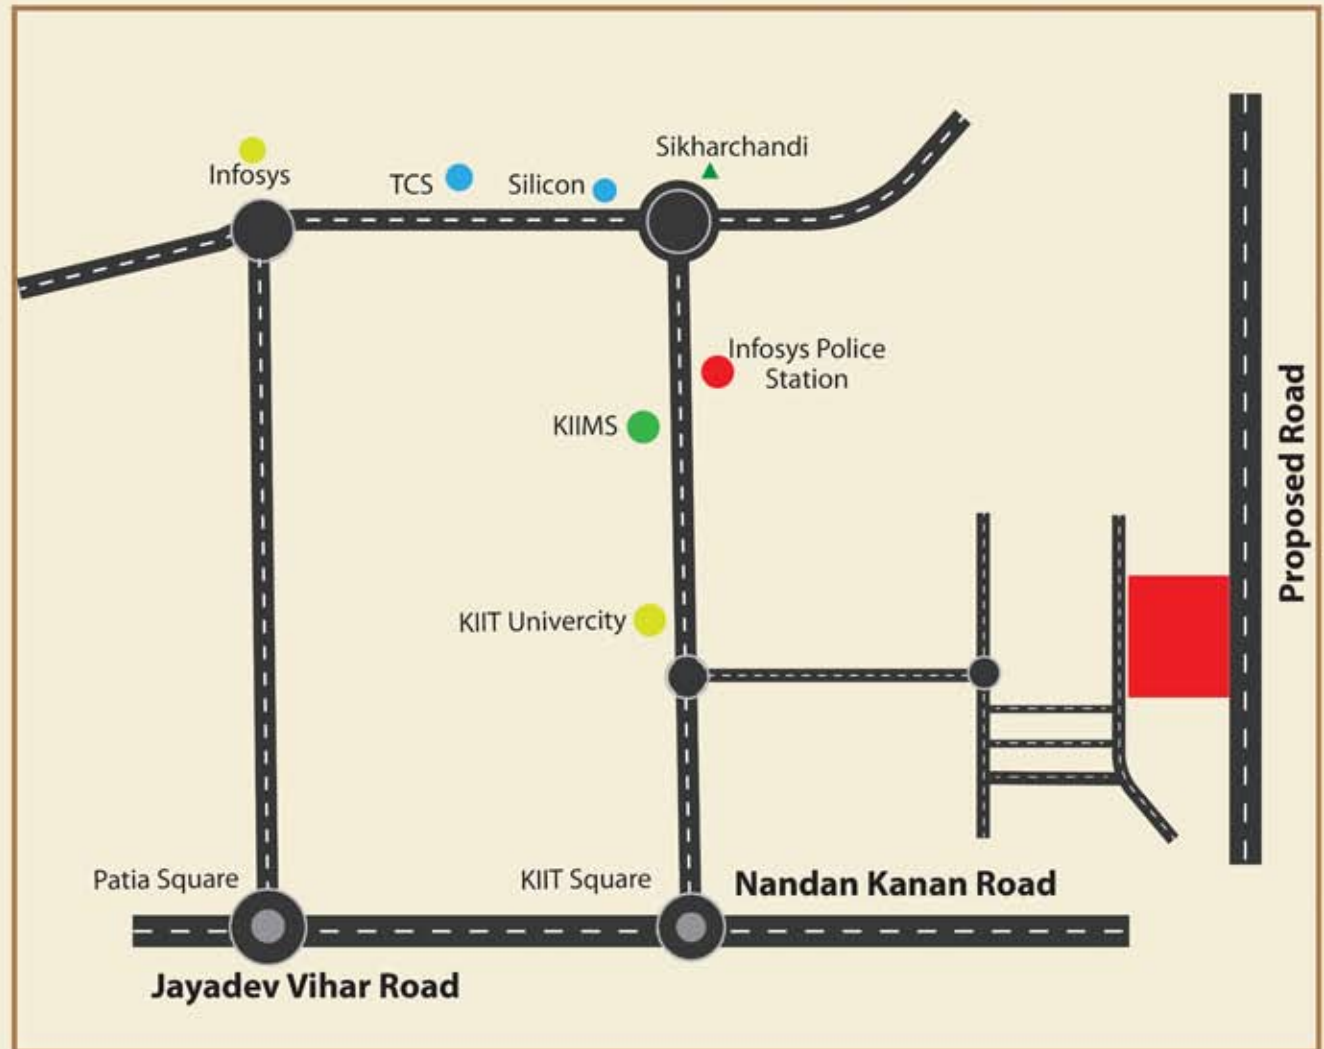 Sikharchandi
Infosys
TCS
Silicon
Infosys Police
Station
KIIMS
Proposed Road
KIIT Univercity
Patia Square
KIIT Square
Nandan Kanan Road
Jayadev Vihar Road